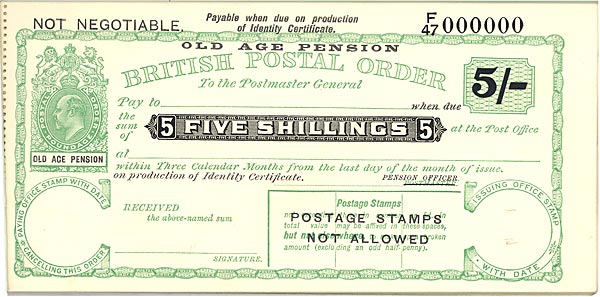 NOT NEGOTIABLE.
Payable when due on production
of Identity Certificate.
F/47 000000
OLD AGE PENSION
BRITISH POSTAL ORDER
To the Postmaster General
5/-
Pay to
when due
the sum of
5 FIVE SHILLINGS 5
at the Post Office
at
OLD AGE PENSION
within Three Calendar Months from the last day of the month of issue.
on production of Identity Certificate.
PENSION OFFICER
PAYING OFFICE STAMP WITH DATE
CANCELLING THIS ORDER
RECEIVED
the above-named sum
SIGNATURE.
Postage Stamps
total value may be affixed in these spaces,
POSTAGE STAMPS
but not
NOT ALLOWED
amount (excluding an odd half-penny).
ISSUING OFFICE STAMP
WITH DATE